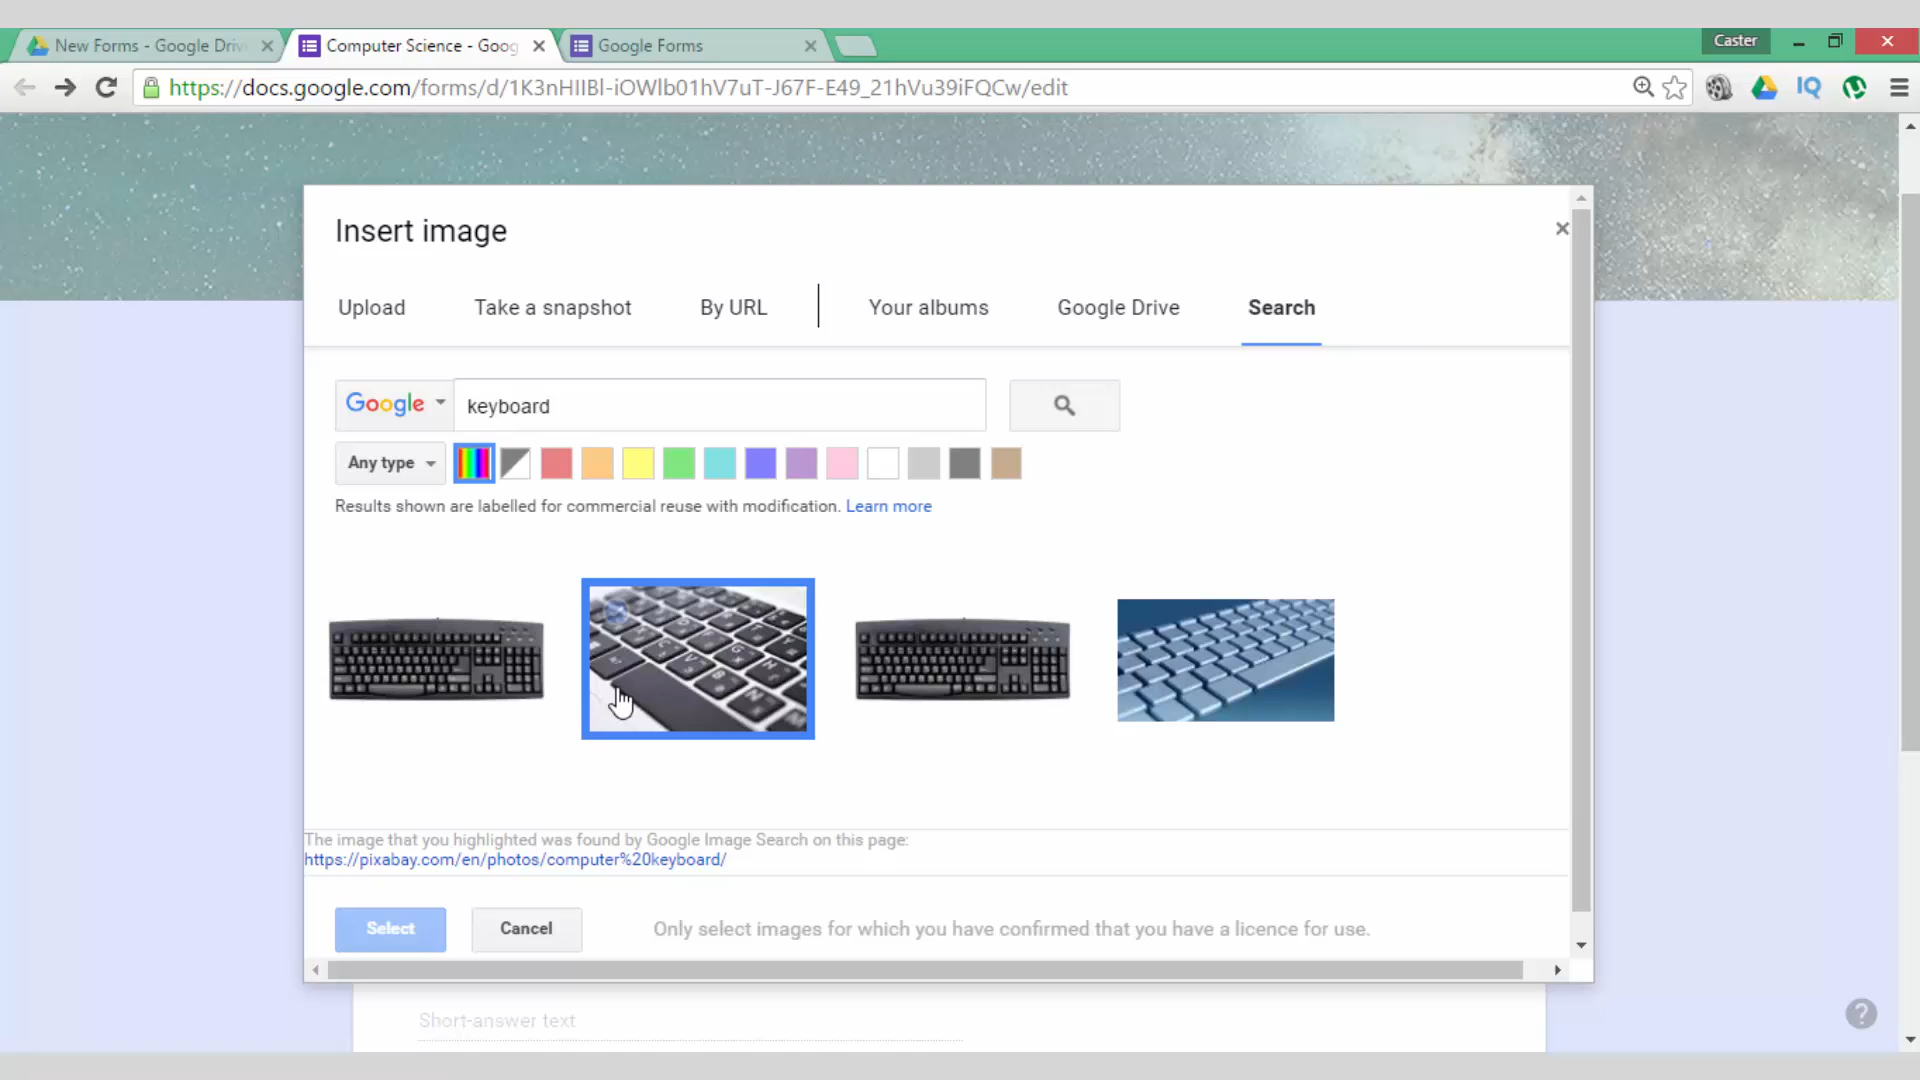 New Forms - Google Driv
Computer Science - Goog
Google Forms
Caster
https://docs.google.com/forms/d/1K3nHIIBl-iOWlb01hV7uT-J67F-E49_21hVu39iFQCw/edit
IQ
Insert image
Upload
Take a snapshot
By URL
Your albums
Google Drive
Search
Google
keyboard
Any type
Results shown are labelled for commercial reuse with modification. Learn more
The image that you highlighted was found by Google Image Search on this page:
https://pixabay.com/en/photos/computer%20keyboard/
Select
Cancel
Only select images for which you have confirmed that you have a licence for use.
Short-answer text